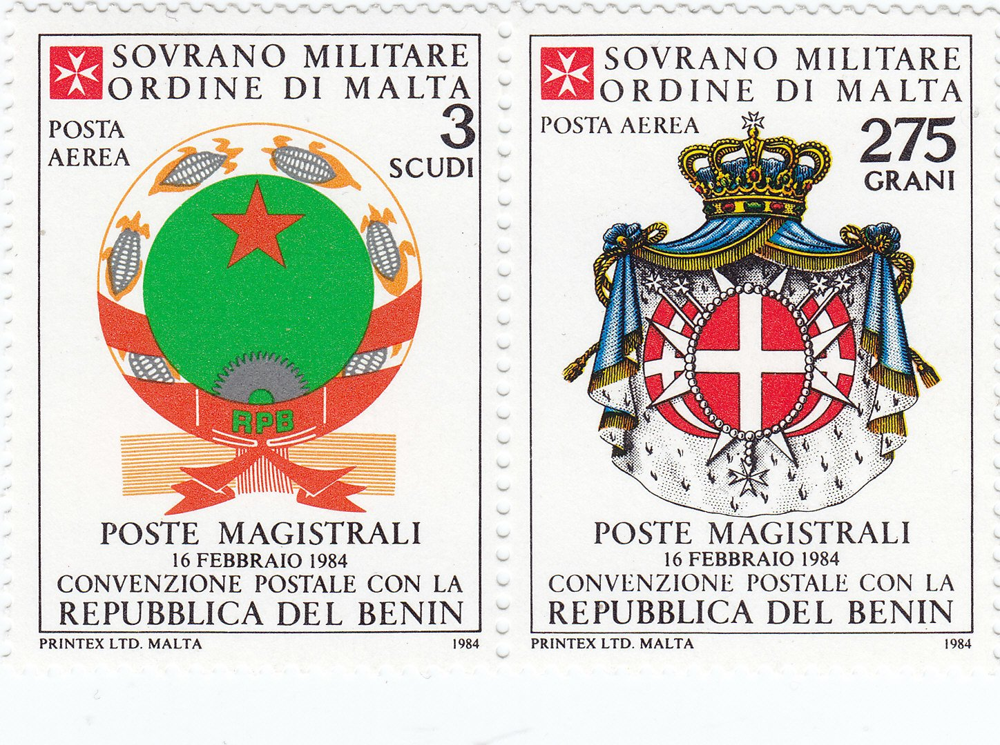 SOVRANO MILITARE
ORDINE DI MALTA
POSTA
AEREA
3
SCUDI
RPB
POSTE MAGISTRALI
16 FEBBRAIO 1984
CONVENZIONE POSTALE CON LA
REPUBBLICA DEL BENIN
PRINTEX LTD. MALTA 1984
SOVRANO MILITARE
ORDINE DI MALTA
POSTA AEREA
275
GRANI
POSTE MAGISTRALI
16 FEBBRAIO 1984
CONVENZIONE POSTALE CON LA
REPUBBLICA DEL BENIN
PRINTEX LTD. MALTA 1984